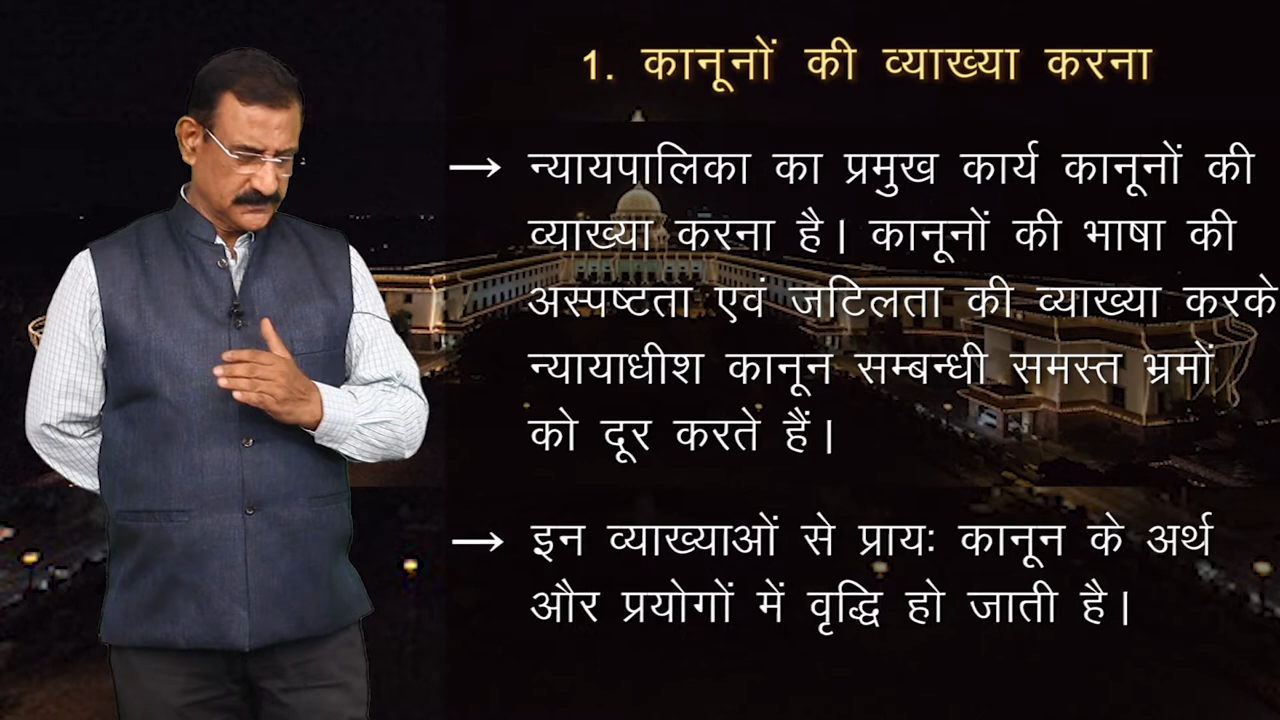 1. कानूनों की व्याख्या करना
→ न्यायपालिका का प्रमुख कार्य कानूनों की
व्याख्या करना है।  कानूनों की भाषा की
अस्पष्टता एवं जटिलता की व्याख्या करके
न्यायाधीश कानून सम्बन्धी समस्त भ्रमों
को दूर करते हैं।
→ इन व्याख्याओं से प्रायः कानून के अर्थ
और प्रयोगों में वृद्धि हो जाती है।